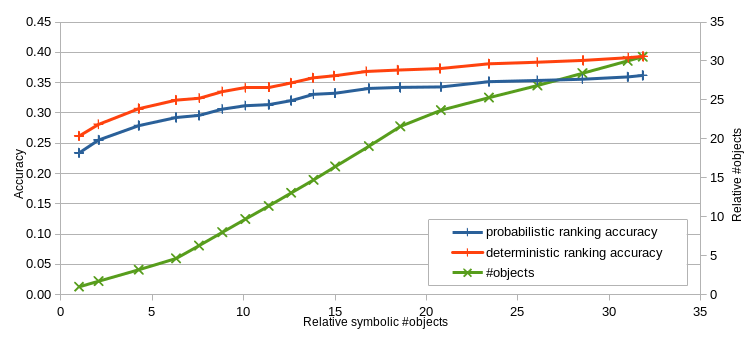 0.45
0.40
0.35
0.30
0.25
0.20
0.15
0.10
0.05
0.00
Accuracy
35
30
25
20
15
10
5
0
Relative #objects
probabilistic ranking accuracy
deterministic ranking accuracy
#objects
0 5 10 15 20 25 30 35
Relative symbolic #objects